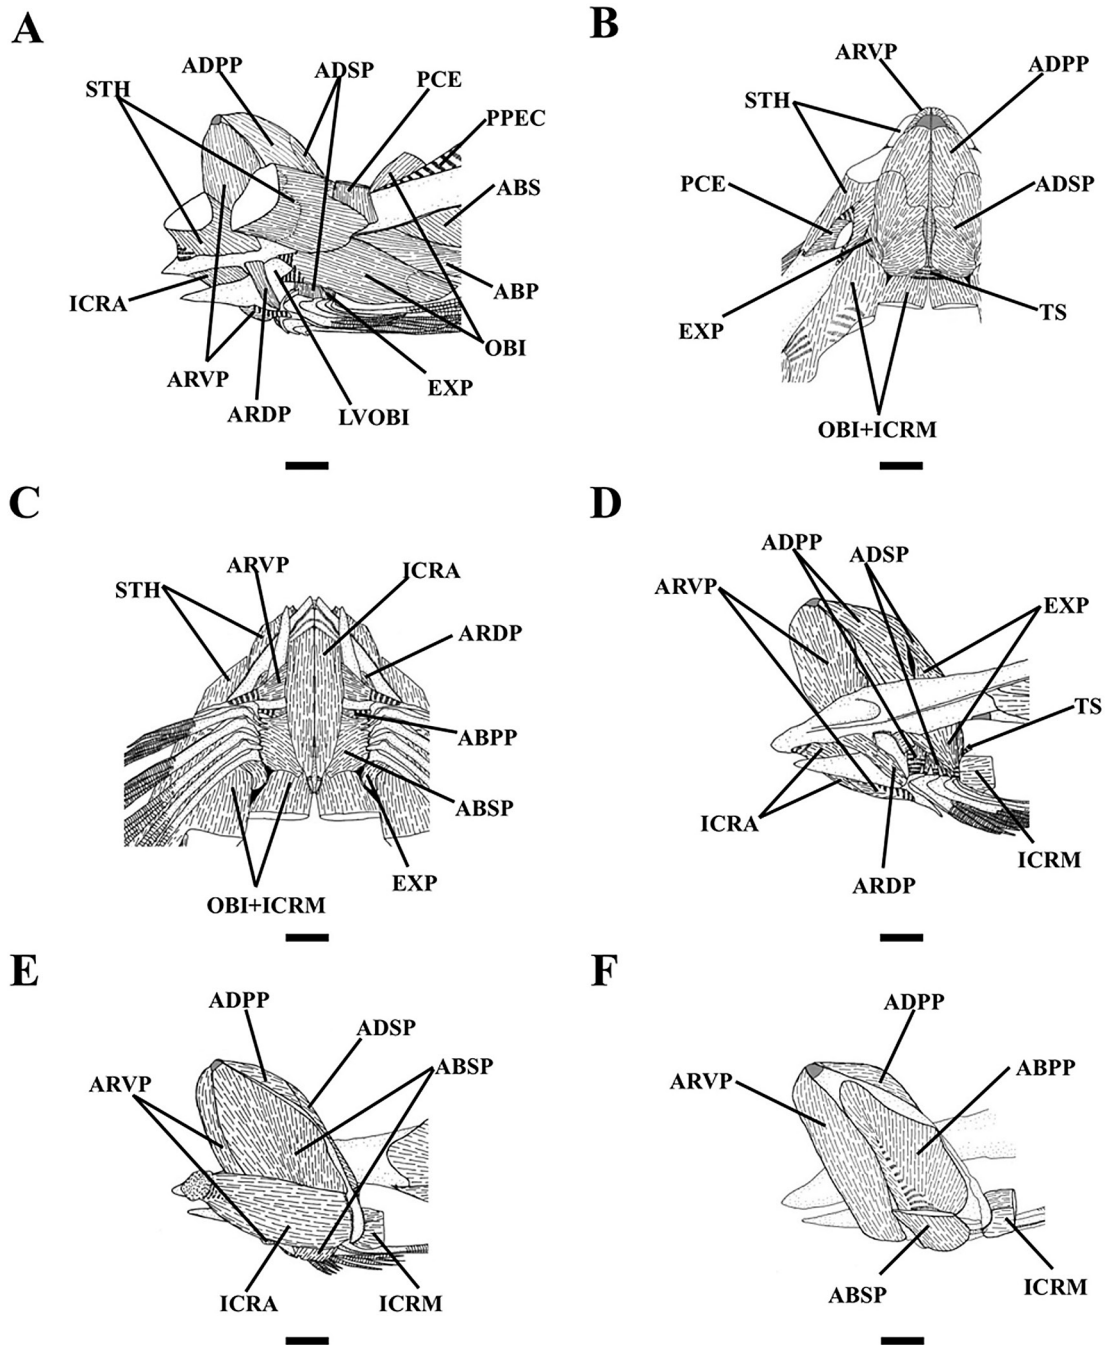 A
ADPP
ADSP
PCE
STH
PPEC
ABS
ICRA
ABP
OBI
ARVP
EXP
ARDP
LVOBI
B
ARVP
ADPP
STH
PCE
ADSP
EXP
TS
OBI+ICRM
C
ARVP
ICRA
STH
ARDP
ABPP
ABSP
EXP
OBI+ICRM
D
ADPP
ADSP
ARVP
EXP
TS
ICRA
ICRM
ARDP
E
ADPP
ADSP
ABSP
ARVP
ICRA
ICRM
F
ADPP
ABPP
ARVP
ICRM
ABSP